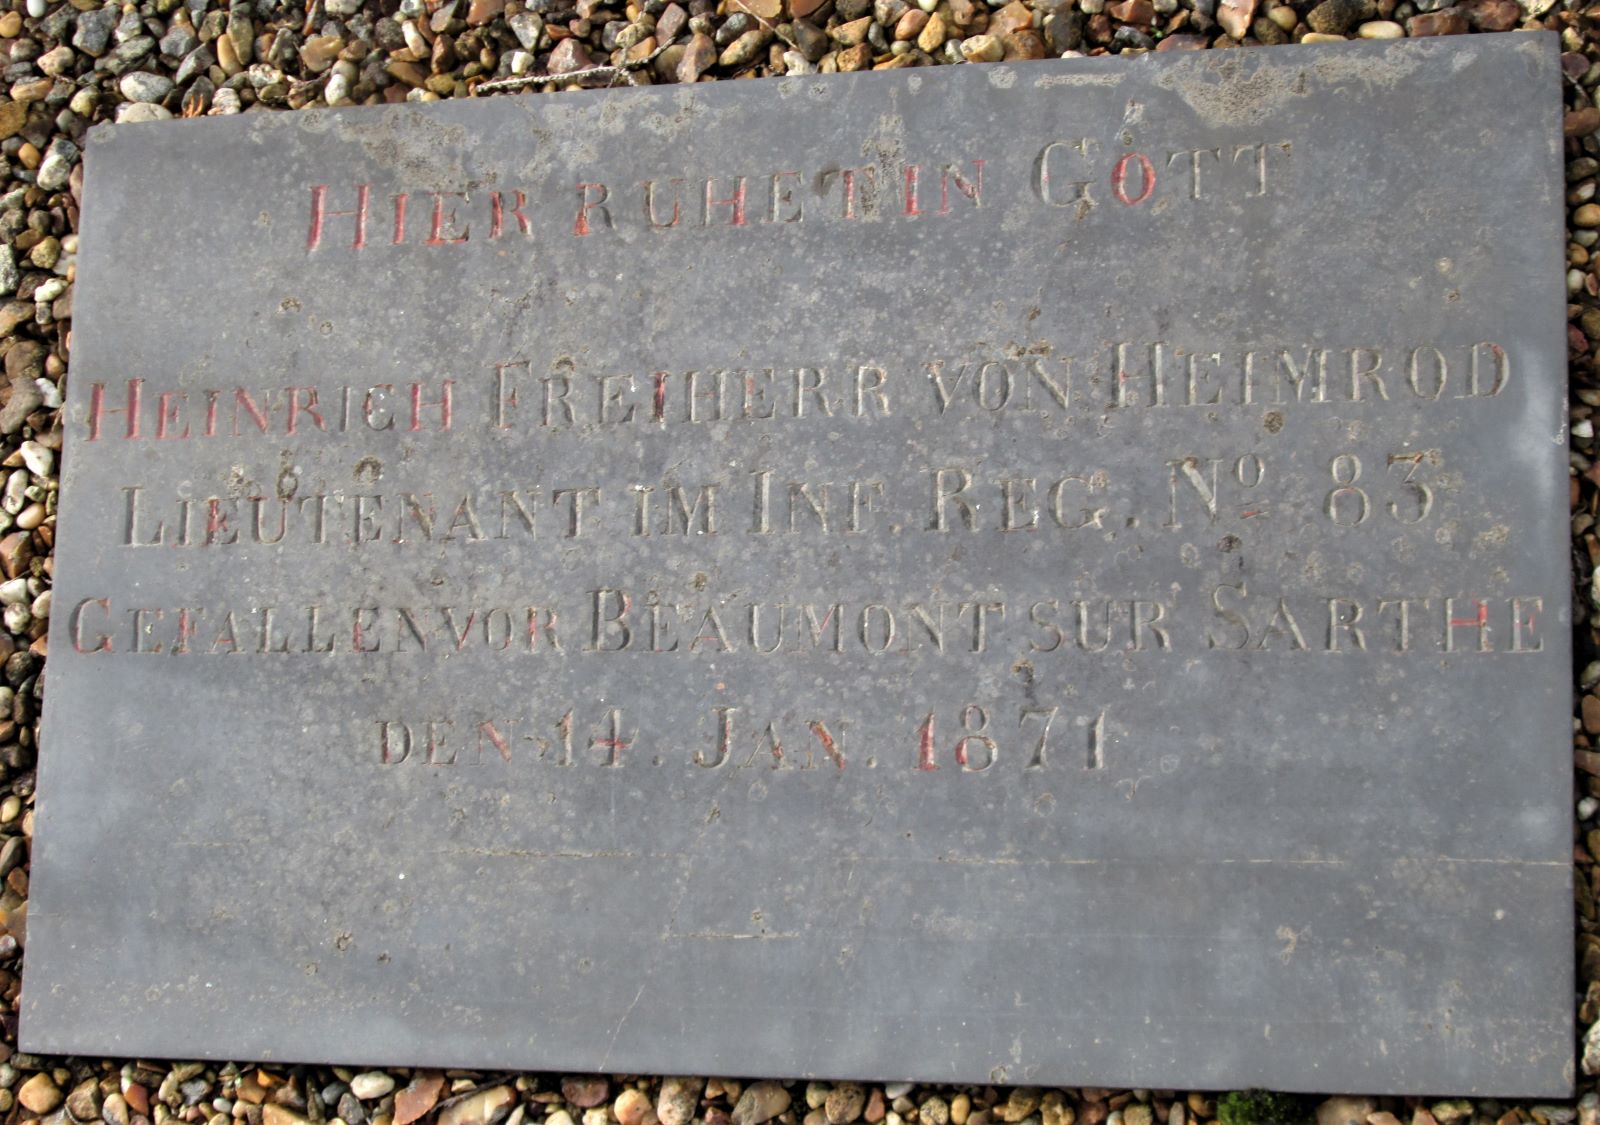 HIER RUHET IN GOTT
HEINRICH FREIHERR VON HEIMROD
LIEUTENANT IM INF. REG. Nº 83
GEFALLEN VOR BEAUMONT SUR SARTHE
DEN 14. JAN. 1871